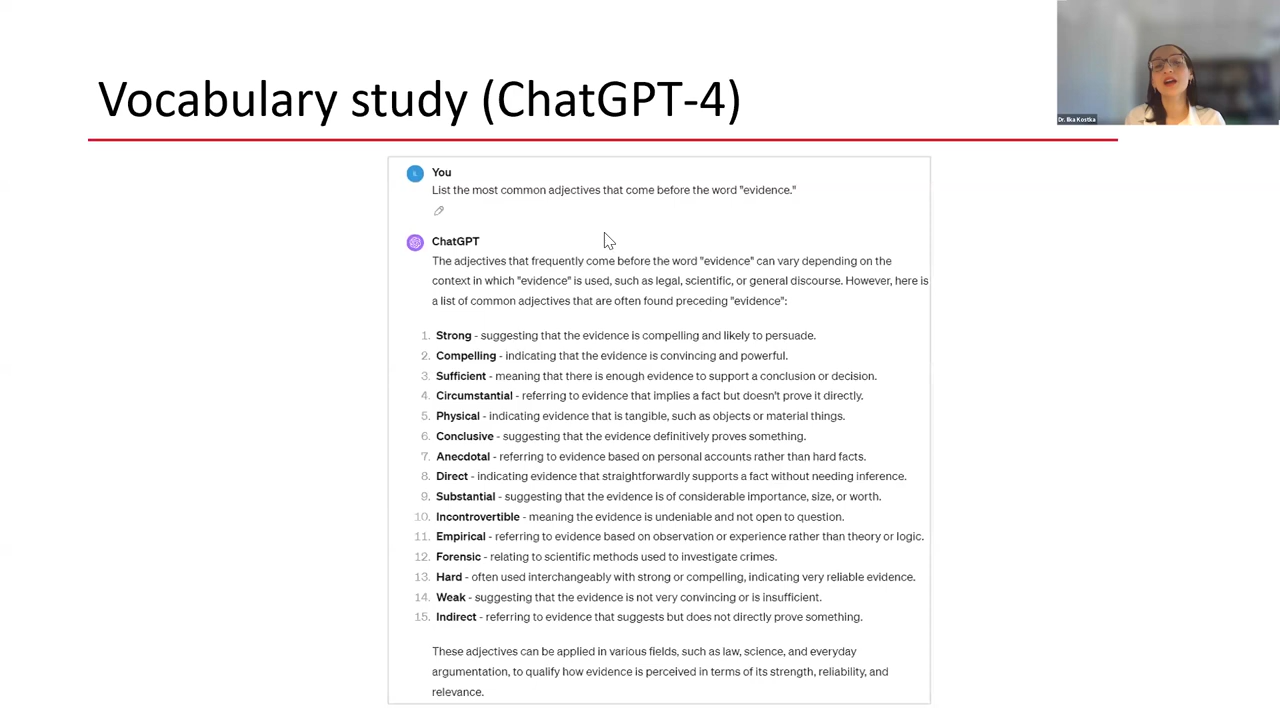 Vocabulary study (ChatGPT-4)
Dr. Ilka Kostka
You
List the most common adjectives that come before the word "evidence."
ChatGPT
The adjectives that frequently come before the word "evidence" can vary depending on the
context in which "evidence" is used, such as legal, scientific, or general discourse. However, here is
a list of common adjectives that are often found preceding "evidence":
1. Strong - suggesting that the evidence is compelling and likely to persuade.
2. Compelling - indicating that the evidence is convincing and powerful.
3. Sufficient - meaning that there is enough evidence to support a conclusion or decision.
4. Circumstantial - referring to evidence that implies a fact but doesn't prove it directly.
5. Physical - indicating evidence that is tangible, such as objects or material things.
6. Conclusive - suggesting that the evidence definitively proves something.
7. Anecdotal - referring to evidence based on personal accounts rather than hard facts.
8. Direct - indicating evidence that straightforwardly supports a fact without needing inference.
9. Substantial - suggesting that the evidence is of considerable importance, size, or worth.
10. Incontrovertible - meaning the evidence is undeniable and not open to question.
11. Empirical - referring to evidence based on observation or experience rather than theory or logic.
12. Forensic - relating to scientific methods used to investigate crimes.
13. Hard - often used interchangeably with strong or compelling, indicating very reliable evidence.
14. Weak - suggesting that the evidence is not very convincing or is insufficient.
15. Indirect - referring to evidence that suggests but does not directly prove something.
These adjectives can be applied in various fields, such as law, science, and everyday
argumentation, to qualify how evidence is perceived in terms of its strength, reliability, and
relevance.